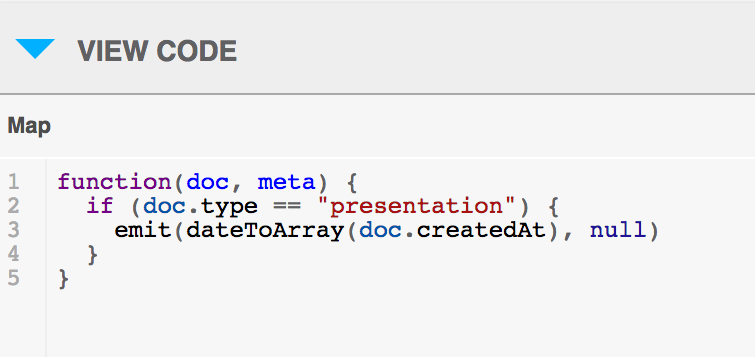 VIEW CODE
Map
1 function(doc, meta) {
2   if (doc.type == "presentation") {
3     emit(dateToArray(doc.createdAt), null)
4   }
5 }